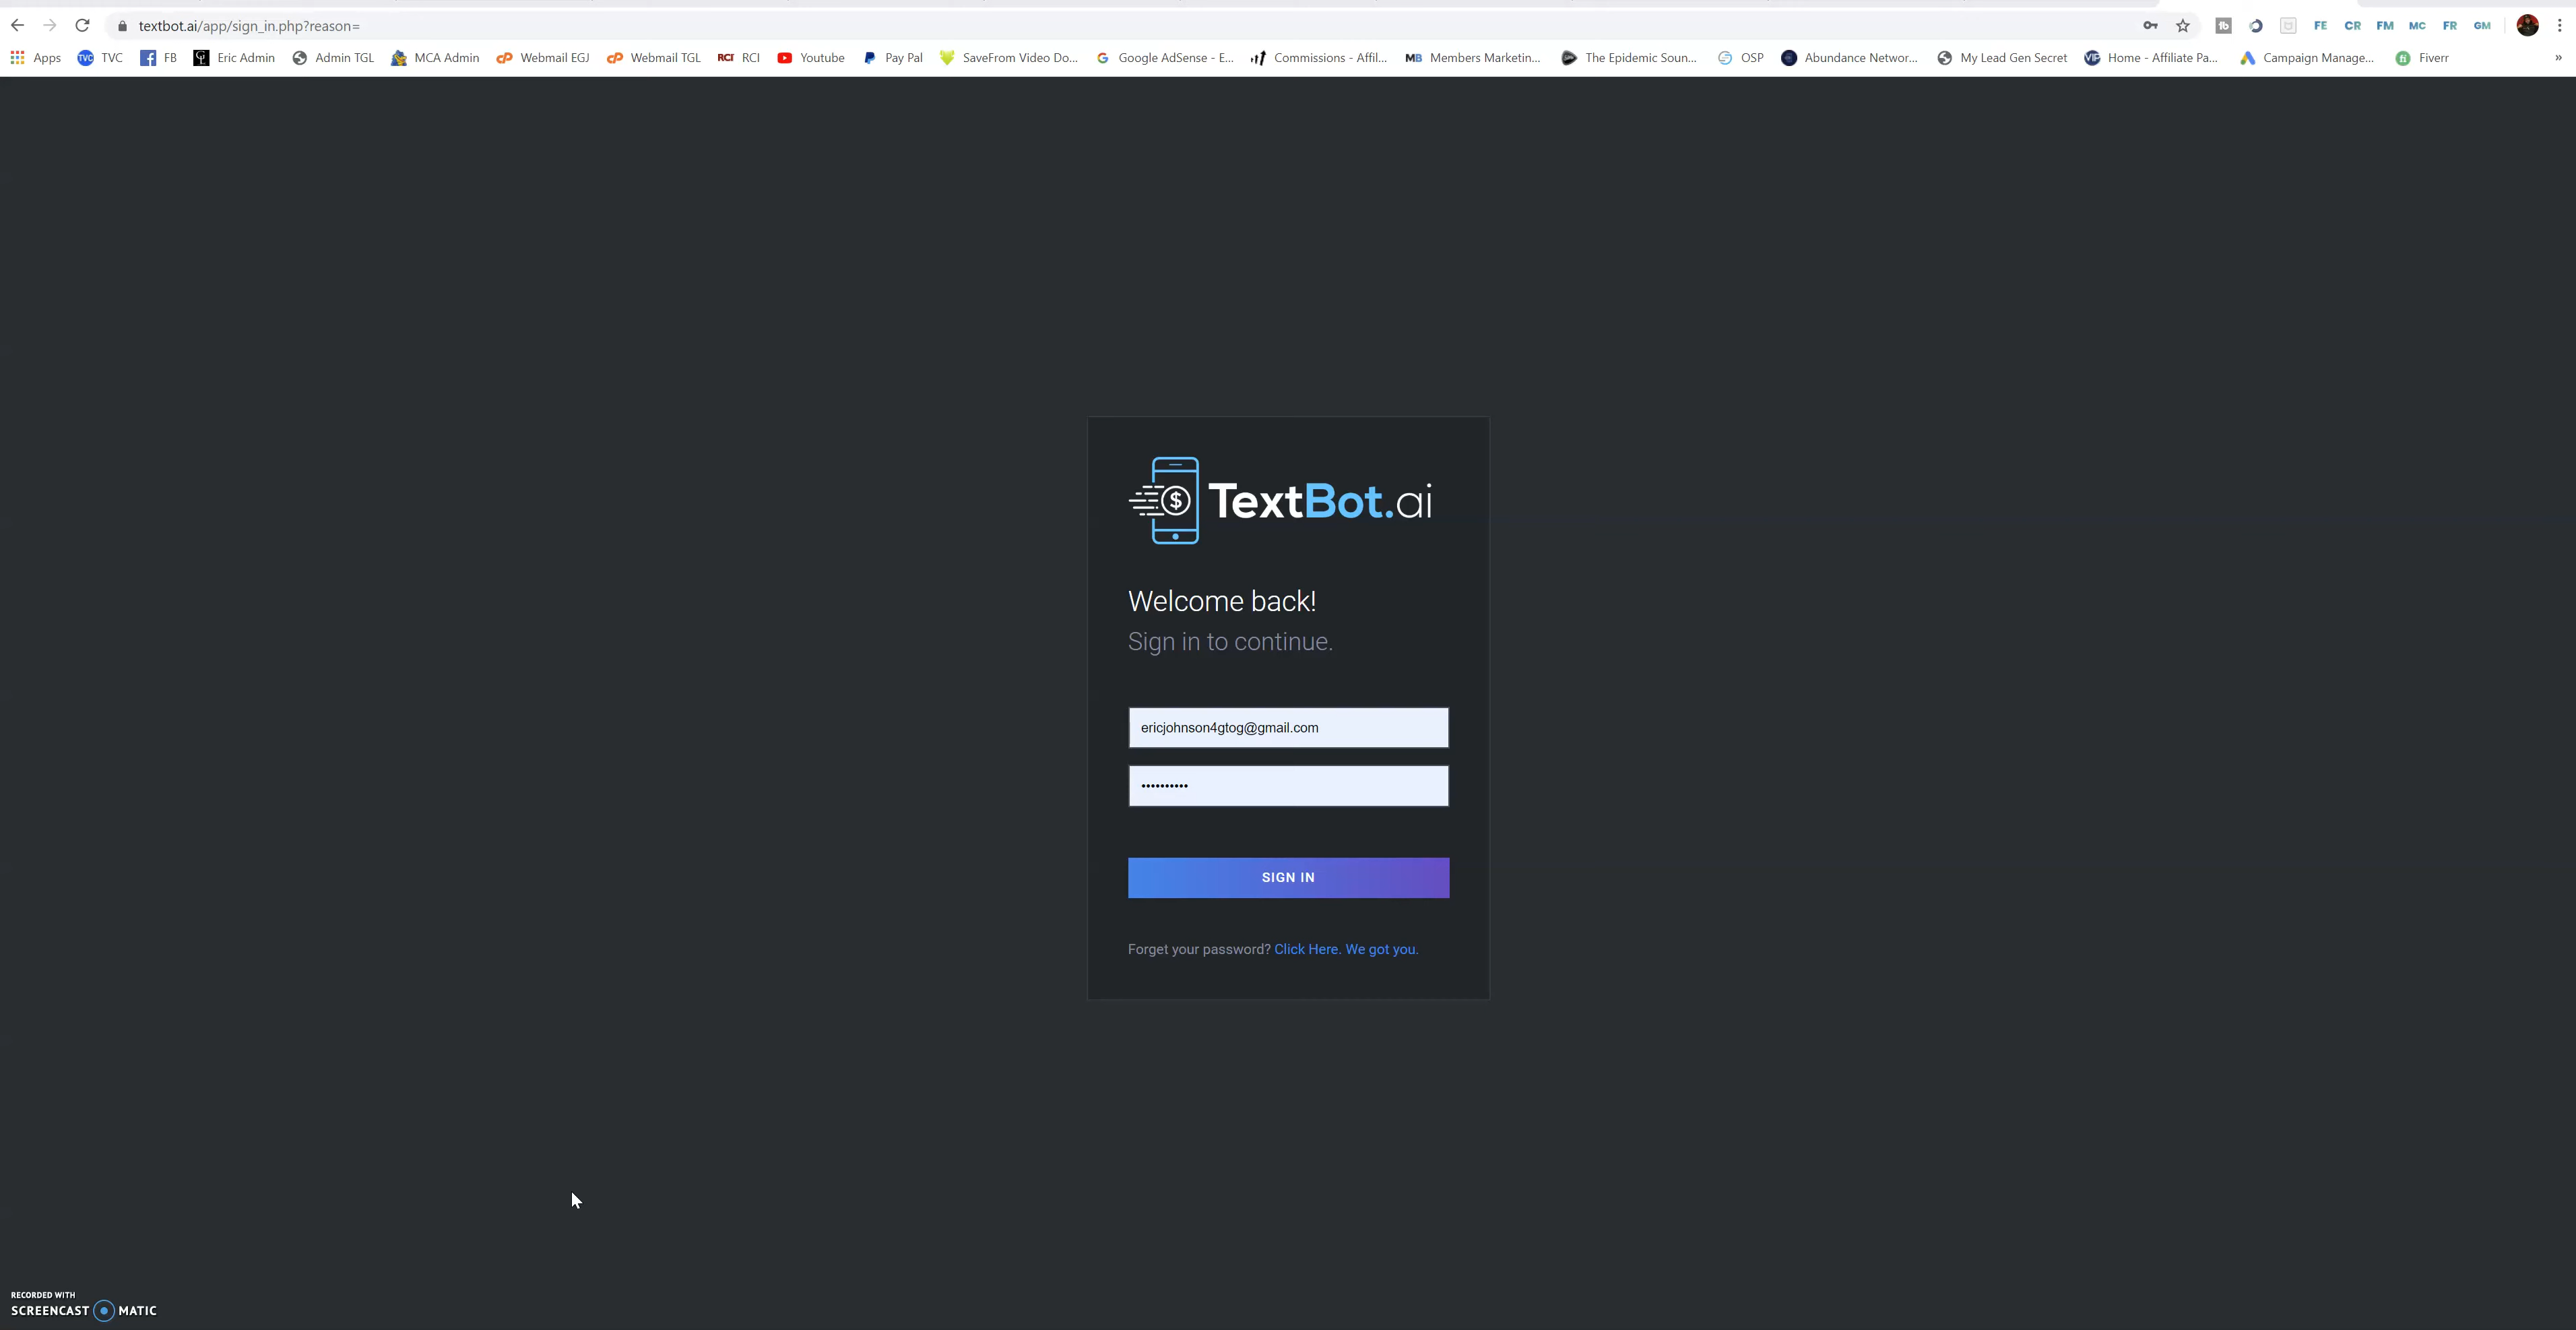 textbot.ai/app/sign_in.php?reason=
FE CR FM MC FR GM
Apps TVC FB Eric Admin Admin TGL MCA Admin Webmail EGJ Webmail TGL RCI RCI Youtube Pay Pal SaveFrom Video Do... Google AdSense - E... Commissions - Affil... MB Members Marketin... The Epidemic Soun... OSP Abundance Networ... My Lead Gen Secret VIP Home - Affiliate Pa... Campaign Manage... fi Fiverr »
TextBot.ai
Welcome back!
Sign in to continue.
ericjohnson4gtog@gmail.com
SIGN IN
Forget your password? Click Here. We got you.
RECORDED WITH
SCREENCAST MATIC